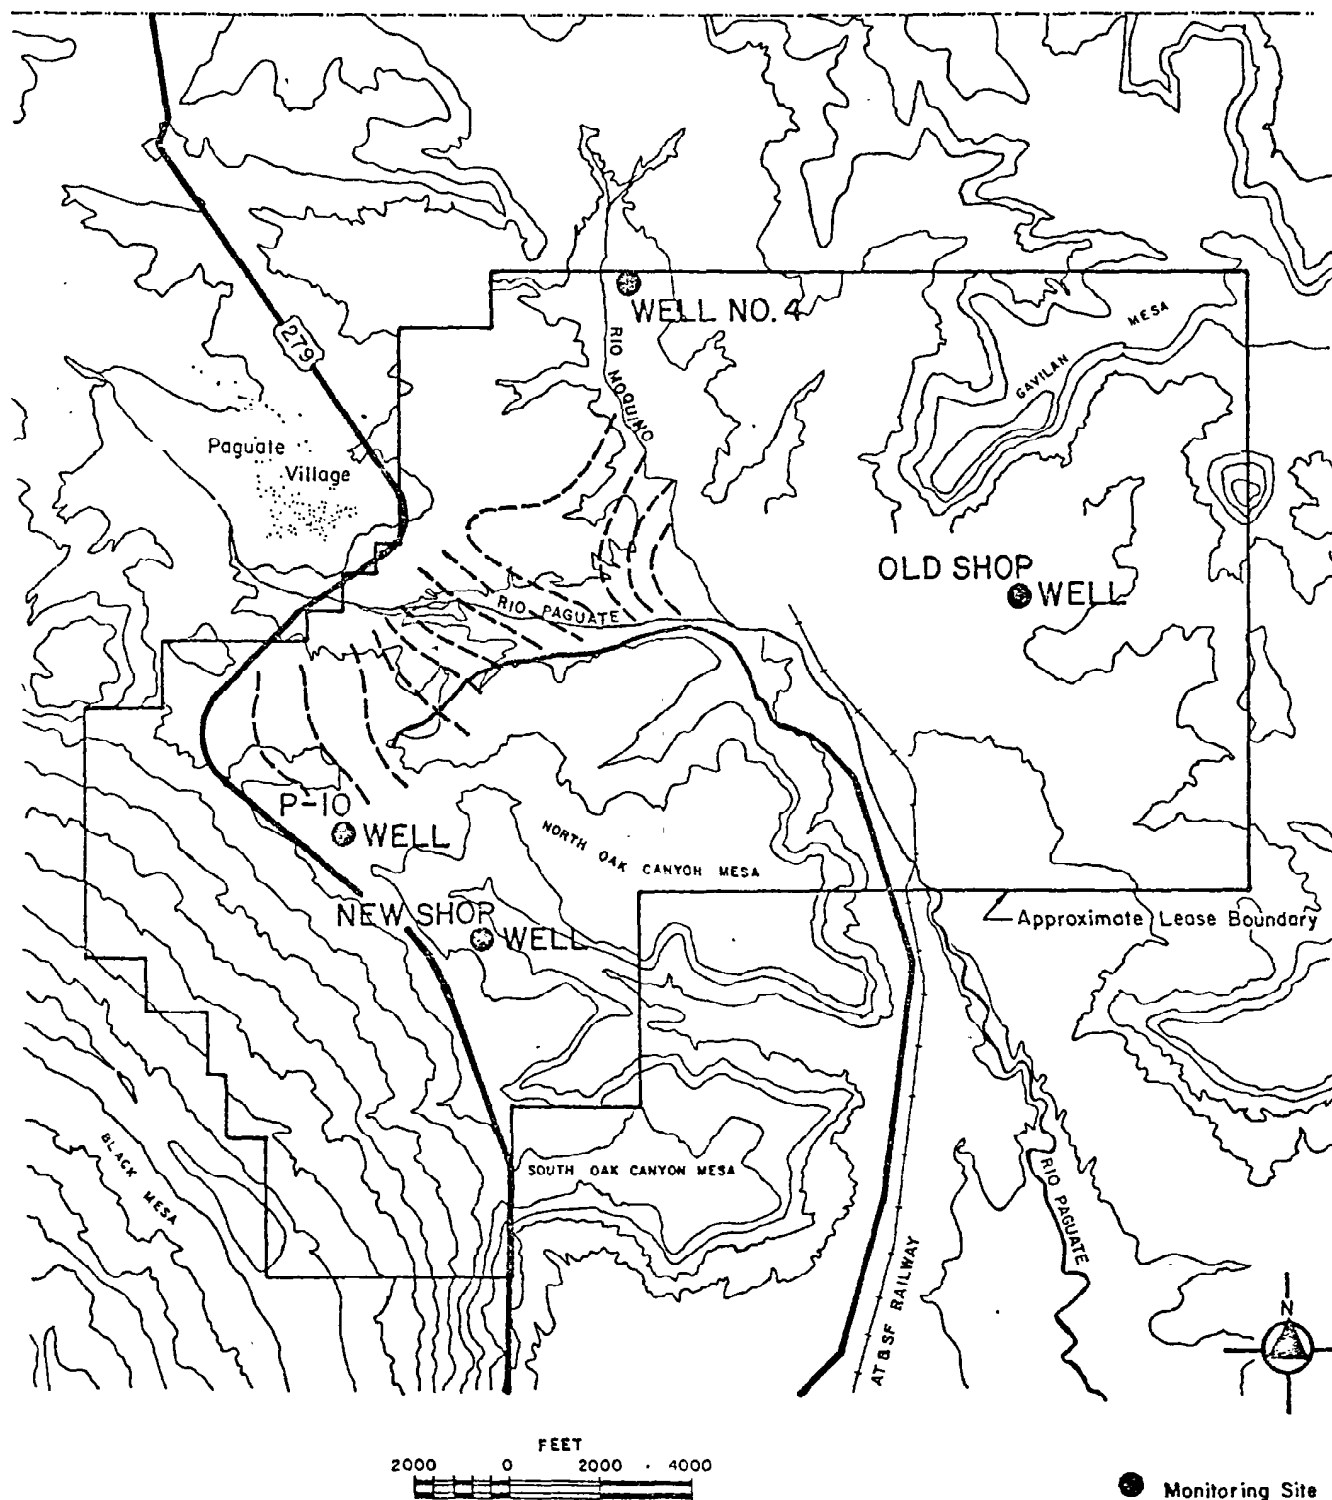 WELL NO. 4
RIO MOQUINO
GAVILAN MESA
279
Paguate
Village
OLD SHOP
WELL
RIO PAGUATE
P-10
WELL
NORTH OAK CANYON MESA
NEW SHOP
WELL
Approximate Lease Boundary
BLACK MESA
SOUTH OAK CANYON MESA
RIO PAGUATE
AT & SF RAILWAY
N
FEET
2000 0 2000 4000
Monitoring Site